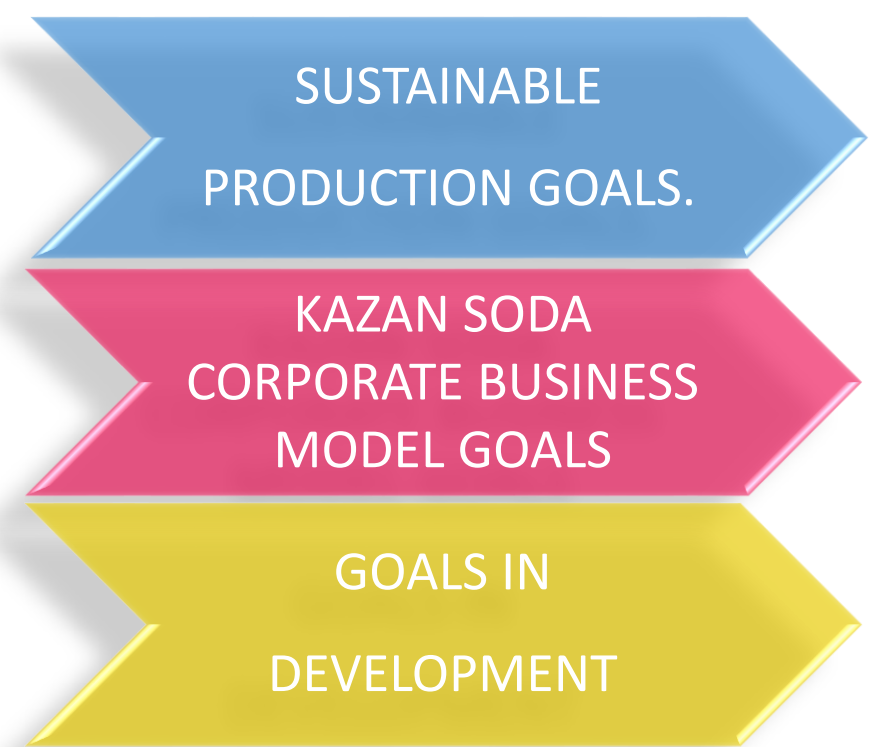 SUSTAINABLE
PRODUCTION GOALS.
KAZAN SODA
CORPORATE BUSINESS
MODEL GOALS
GOALS IN
DEVELOPMENT